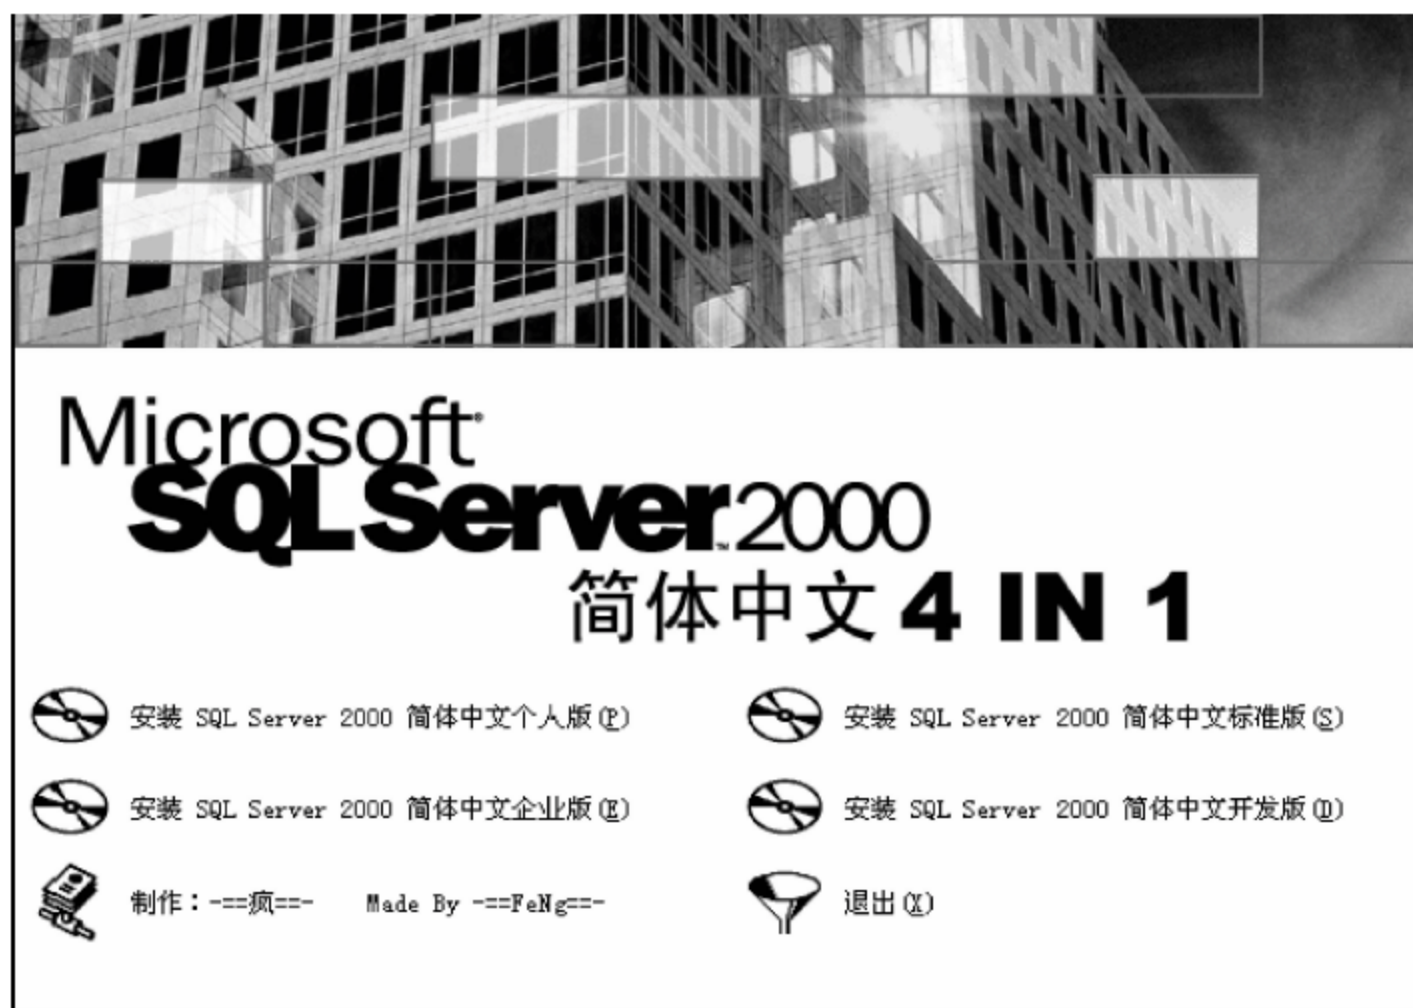 Microsoft®
SQL Server™ 2000
简体中文 4 IN 1
安装 SQL Server 2000 简体中文个人版(P)
安装 SQL Server 2000 简体中文标准版(S)
安装 SQL Server 2000 简体中文企业版(E)
安装 SQL Server 2000 简体中文开发版(D)
制作：-==疯==- Made By -==FeNg==-
退出(X)